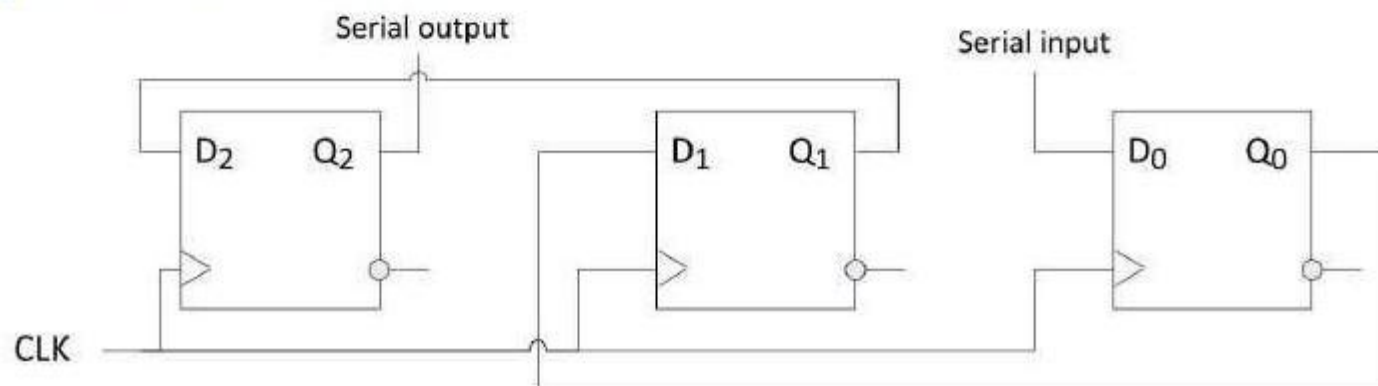 Serial output
Serial input
D₂ Q₂ D₁ Q₁ D₀ Q₀
CLK